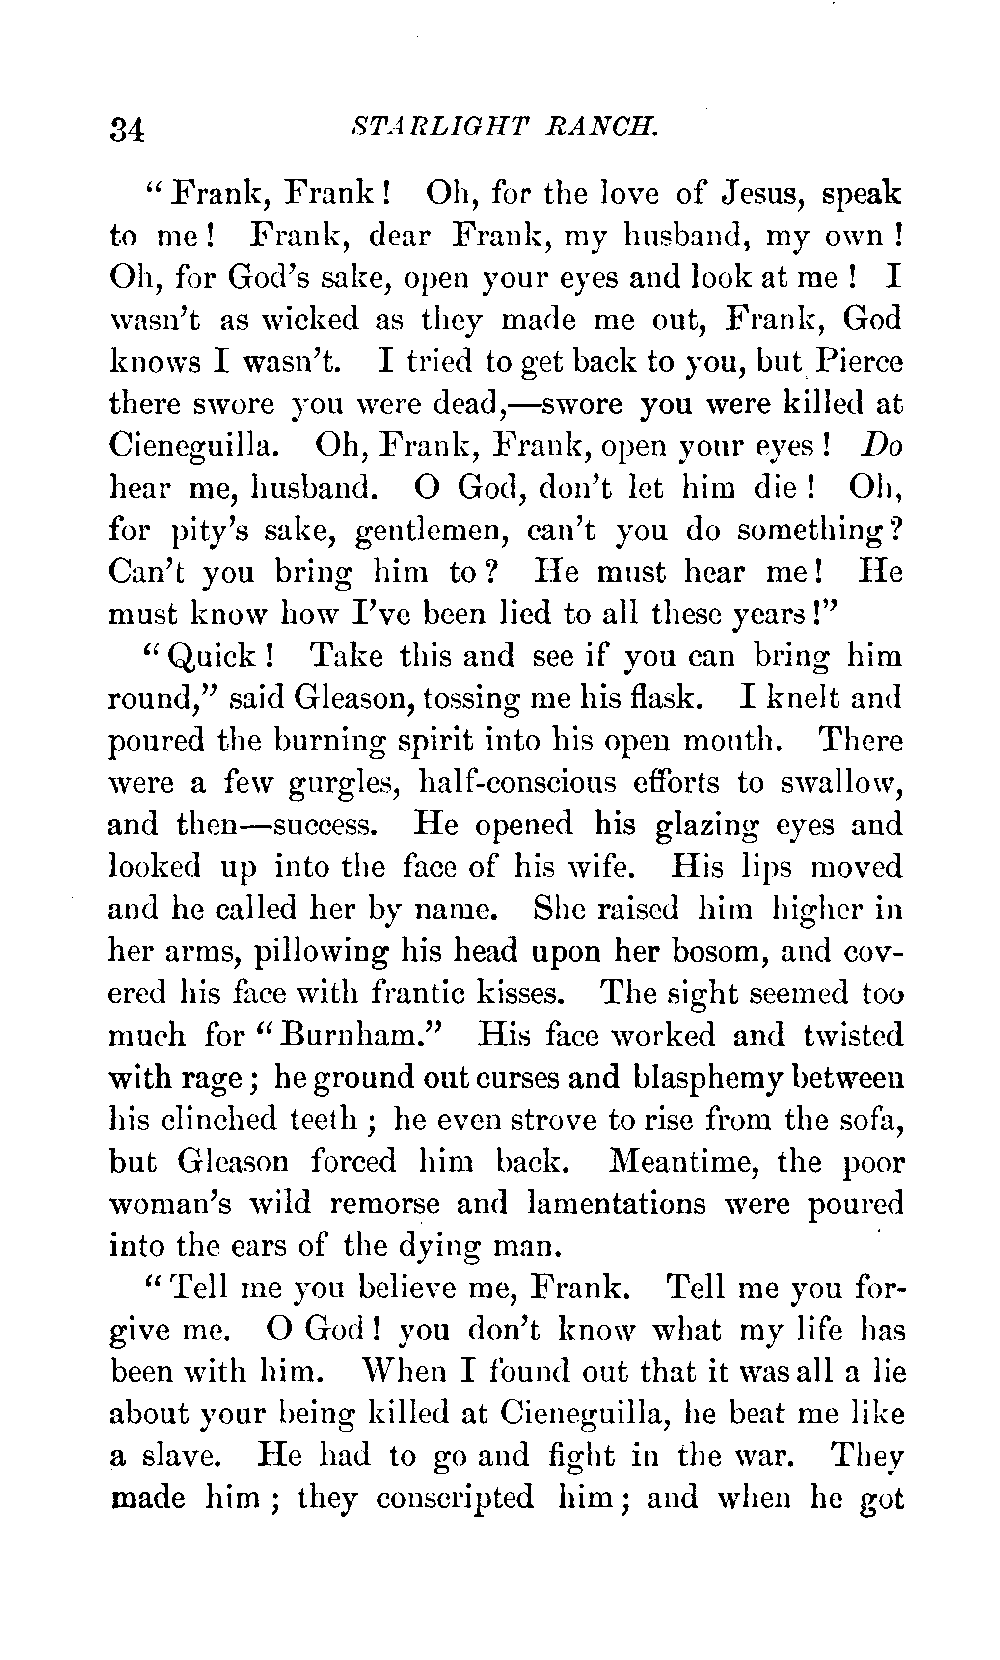 34 STARLIGHT RANCH.
"Frank, Frank! Oh, for the love of Jesus, speak
to me! Frank, dear Frank, my husband, my own!
Oh, for God's sake, open your eyes and look at me! I
wasn't as wicked as they made me out, Frank, God
knows I wasn't. I tried to get back to you, but Pierce
there swore you were dead,—swore you were killed at
Cieneguilla. Oh, Frank, Frank, open your eyes! Do
hear me, husband. O God, don't let him die! Oh,
for pity's sake, gentlemen, can't you do something?
Can't you bring him to? He must hear me! He
must know how I've been lied to all these years!"
"Quick! Take this and see if you can bring him
round," said Gleason, tossing me his flask. I knelt and
poured the burning spirit into his open mouth. There
were a few gurgles, half-conscious efforts to swallow,
and then—success. He opened his glazing eyes and
looked up into the face of his wife. His lips moved
and he called her by name. She raised him higher in
her arms, pillowing his head upon her bosom, and cov-
ered his face with frantic kisses. The sight seemed too
much for "Burnham." His face worked and twisted
with rage; he ground out curses and blasphemy between
his clinched teeth; he even strove to rise from the sofa,
but Gleason forced him back. Meantime, the poor
woman's wild remorse and lamentations were poured
into the ears of the dying man.
"Tell me you believe me, Frank. Tell me you for-
give me. O God! you don't know what my life has
been with him. When I found out that it was all a lie
about your being killed at Cieneguilla, he beat me like
a slave. He had to go and fight in the war. They
made him; they conscripted him; and when he got